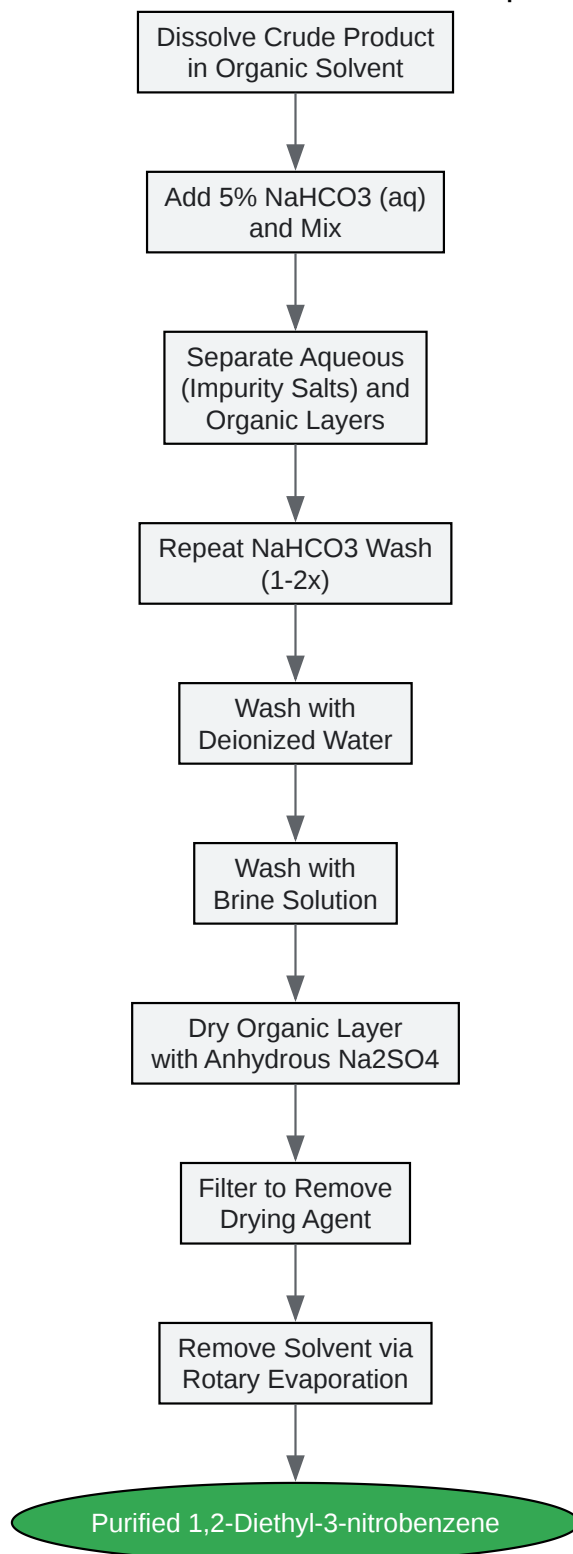 Dissolve Crude Product
in Organic Solvent
Add 5% NaHCO3 (aq)
and Mix
Separate Aqueous
(Impurity Salts) and
Organic Layers
Repeat NaHCO3 Wash
(1-2x)
Wash with
Deionized Water
Wash with
Brine Solution
Dry Organic Layer
with Anhydrous Na2SO4
Filter to Remove
Drying Agent
Remove Solvent via
Rotary Evaporation
Purified 1,2-Diethyl-3-nitrobenzene